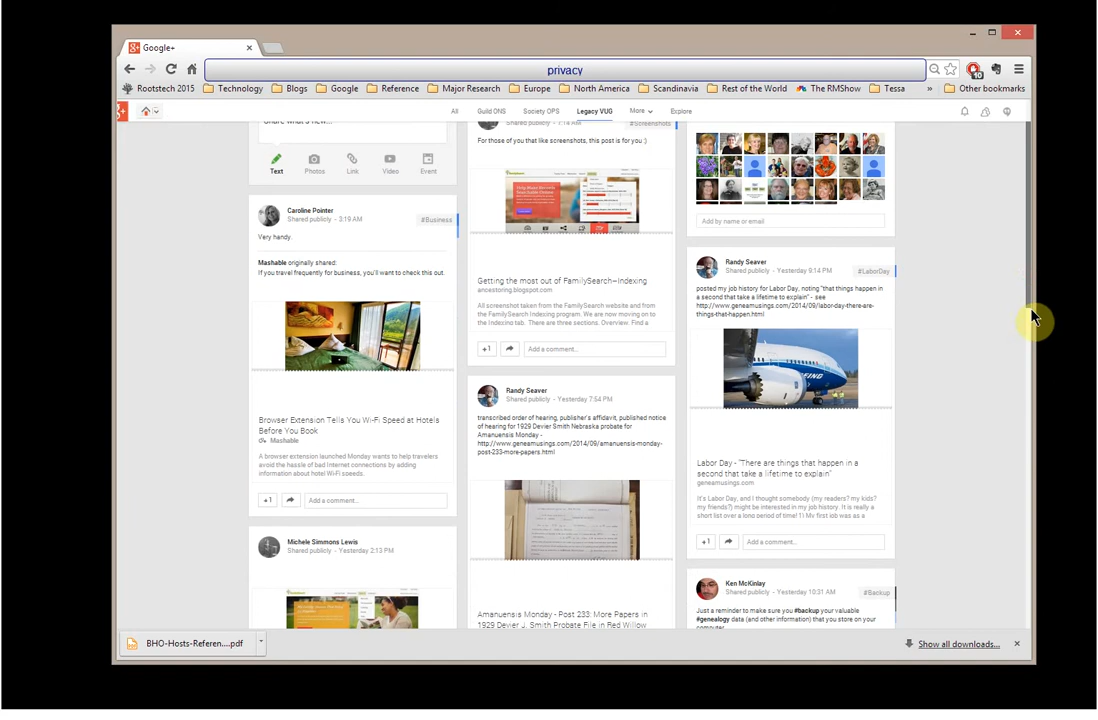 Google+
privacy
10
Rootstech 2015 Technology Blogs Google Reference Major Research Europe North America Scandinavia Rest of the World The RMShow Tessa » Other bookmarks
All Guild ONS Society OPS Legacy VUG More Explore
Text Photos Link Video Event
Caroline Pointer
Shared publicly - 3:19 AM
#Business
Very handy.
Mashable originally shared:
If you travel frequently for business, you'll want to check this out.
Browser Extension Tells You Wi-Fi Speed at Hotels
Before You Book
Mashable
A browser extension launched Monday wants to help travelers
avoid the hassle of bad Internet connections by adding
information about hotel Wi-Fi speeds.
+1 Add a comment...
Michele Simmons Lewis
Shared publicly - Yesterday 2:13 PM
Shared publicly - 7:14 AM
#Screenshots
For those of you that like screenshots, this post is for you :)
Getting the most out of FamilySearch—Indexing
ancestoring.blogspot.com
All screenshot taken from the FamilySearch website and from
the FamilySearch Indexing program. We are now moving on to
the Indexing tab. There are three sections. Overview. Find a
+1 Add a comment...
Randy Seaver
Shared publicly - Yesterday 7:54 PM
transcribed order of hearing, publisher's affidavit, published notice
of hearing for 1929 Devier Smith Nebraska probate for
Amanuensis Monday -
http://www.geneamusings.com/2014/09/amanuensis-monday-
post-233-more-papers.html
Amanuensis Monday - Post 233: More Papers in
1929 Devier J. Smith Probate File in Red Willow
Add by name or email
Randy Seaver
Shared publicly - Yesterday 9:14 PM
#LaborDay
posted my job history for Labor Day, noting "that things happen in
a second that take a lifetime to explain" - see
http://www.geneamusings.com/2014/09/labor-day-there-are-
things-that-happen.html
BOEING
Labor Day - "There are things that happen in a
second that take a lifetime to explain"
geneamusings.com
It's Labor Day, and I thought somebody (my readers? my kids?
my friends?) might be interested in my job history. It is really a
short list over a long period of time! 1) My first job was as a
+1 Add a comment...
Ken McKinlay
Shared publicly - Yesterday 10:31 AM
#Backup
Just a reminder to make sure you #backup your valuable
#genealogy data (and other information) that you store on your
computer.
BHO-Hosts-Referen....pdf
Show all downloads...